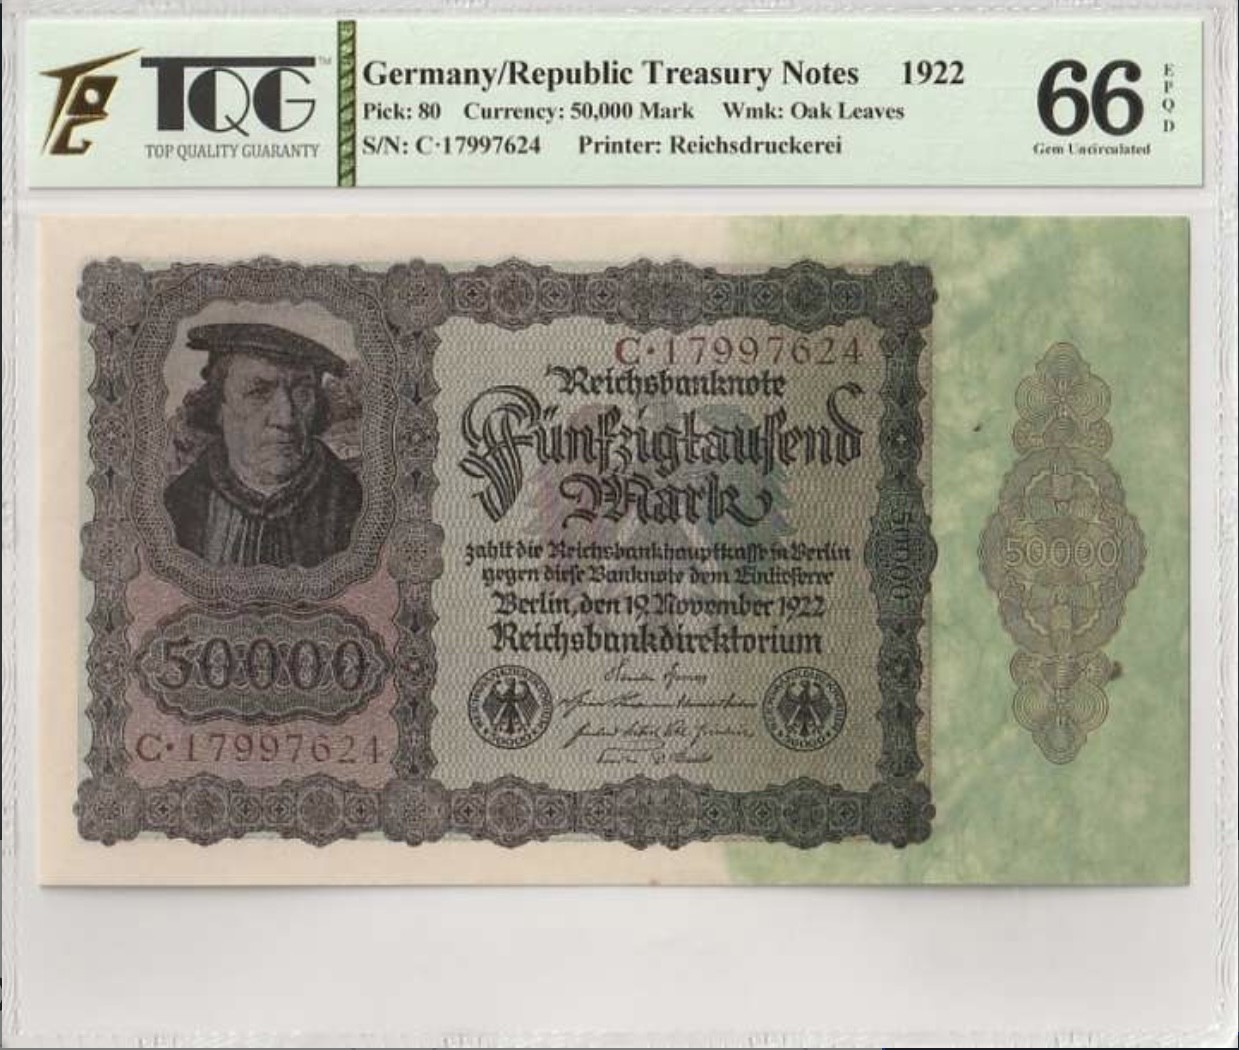 TQG™
TOP QUALITY GUARANTY
Germany/Republic Treasury Notes 1922
Pick: 80 Currency: 50,000 Mark Wmk: Oak Leaves
S/N: C·17997624 Printer: Reichsdruckerei
66
EPQD
Gem Uncirculated
C·17997624
Reichsbanknote
Fünfzigtausend
Mark
zahlt die Reichsbankhauptkasse in Berlin
gegen diese Banknote dem Einlieferer
Berlin, den 19. November 1922
Reichsbankdirektorium
50000
C·17997624
50000
50000